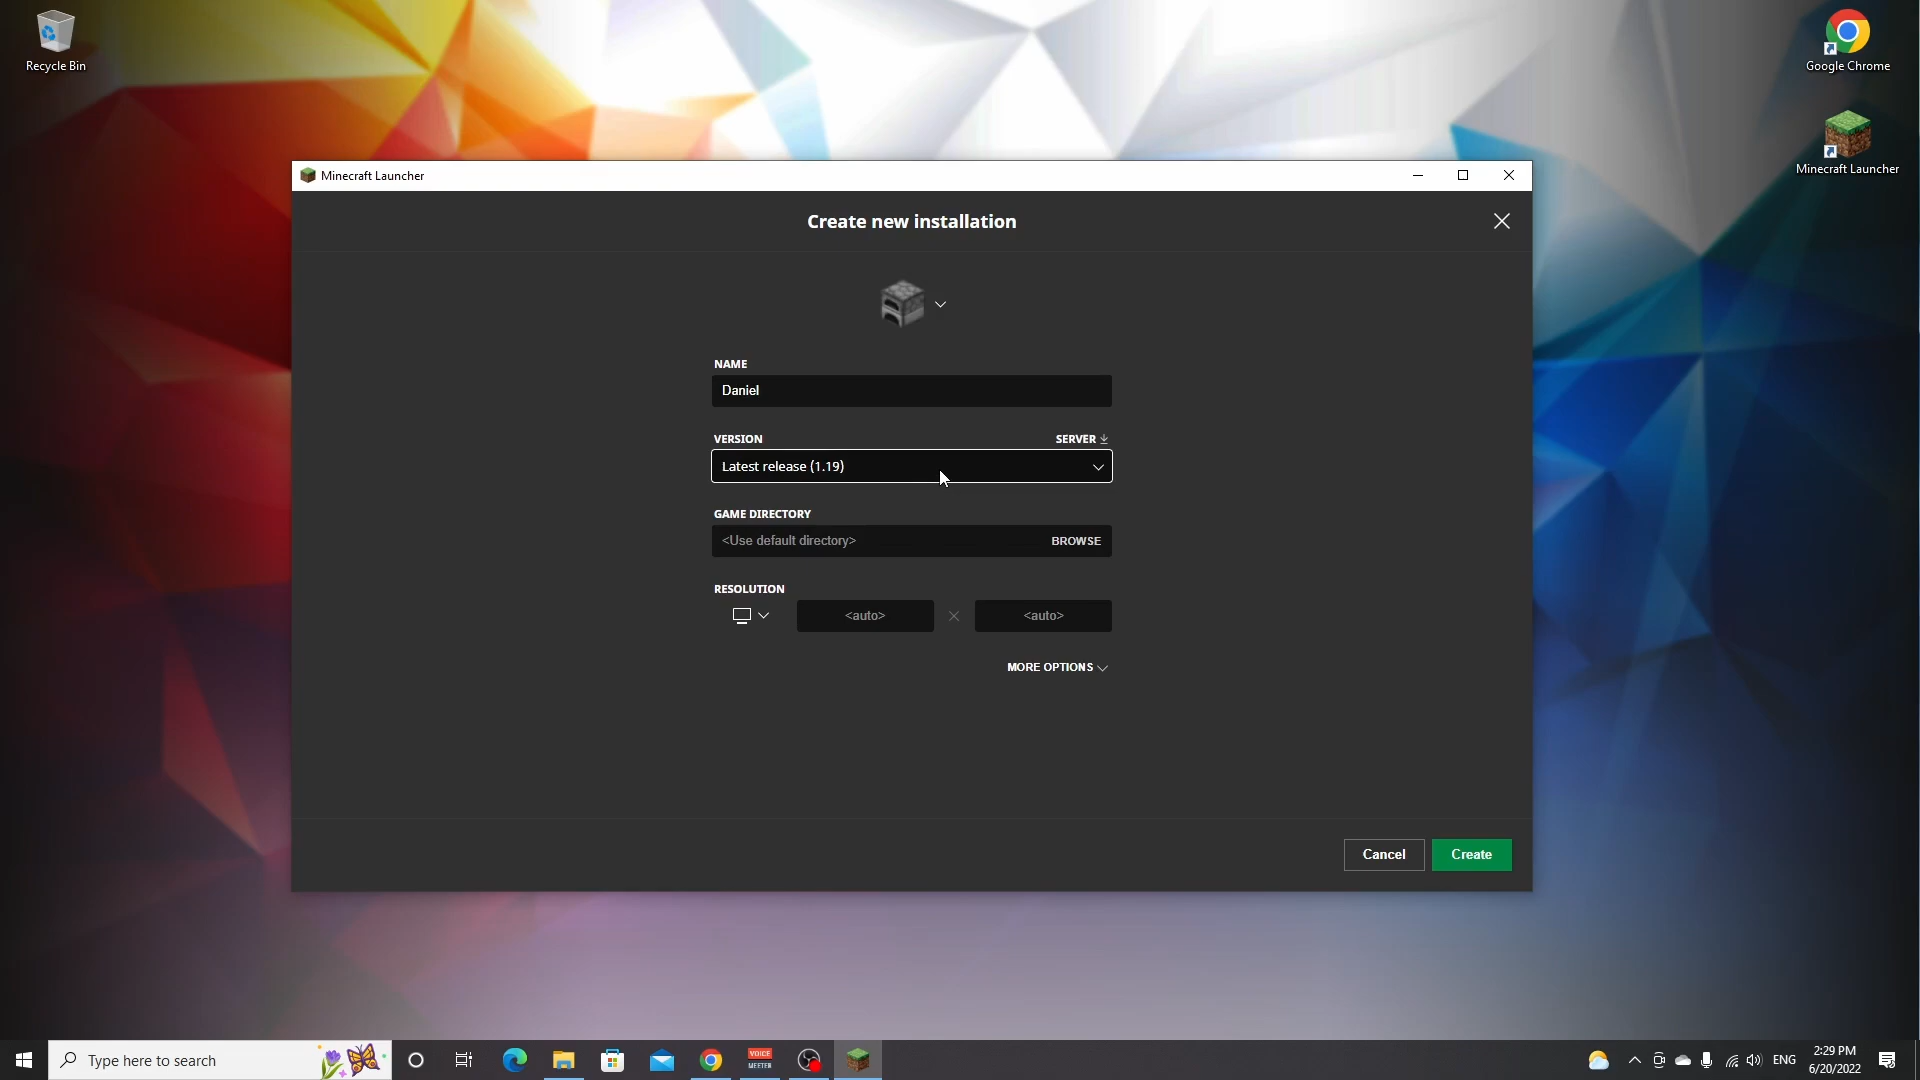 Recycle Bin
Google Chrome
Minecraft Launcher
Minecraft Launcher
Create new installation
NAME
Daniel
VERSION
SERVER
Latest release (1.19)
GAME DIRECTORY
<Use default directory>
BROWSE
RESOLUTION
<auto>
<auto>
MORE OPTIONS
Cancel
Create
Type here to search
VOICE
MEETER
ENG
2:29 PM
6/20/2022